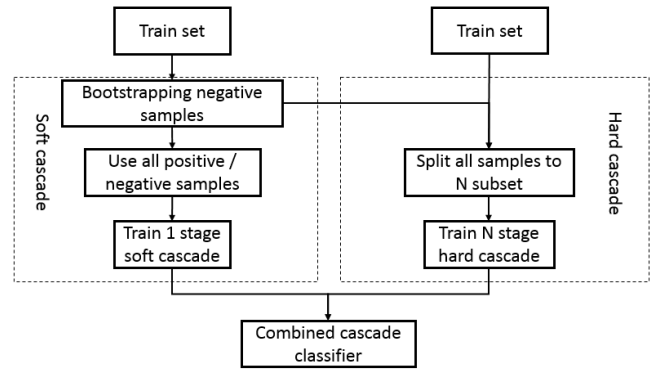 Train set
Train set
Bootstrapping negative
samples
Soft cascade
Hard cascade
Use all positive /
negative samples
Split all samples to
N subset
Train 1 stage
soft cascade
Train N stage
hard cascade
Combined cascade
classifier